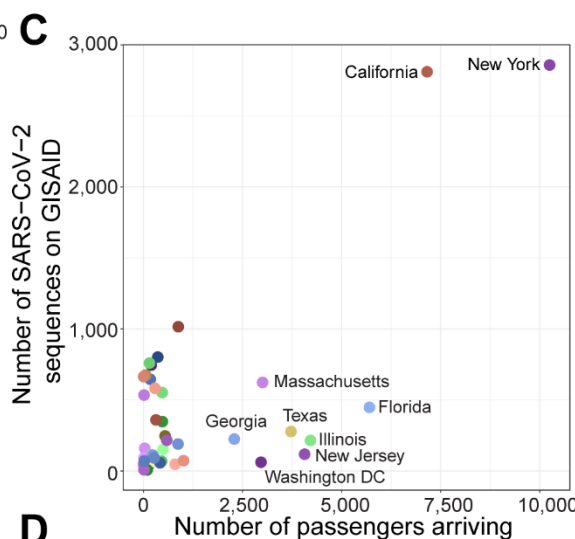 0 C
3,000
2,000
1,000
0
Number of SARS−CoV−2
sequences on GISAID
California
New York
Massachusetts
Florida
Georgia
Texas
Illinois
New Jersey
Washington DC
0 2,500 5,000 7,500 10,000
Number of passengers arriving
D